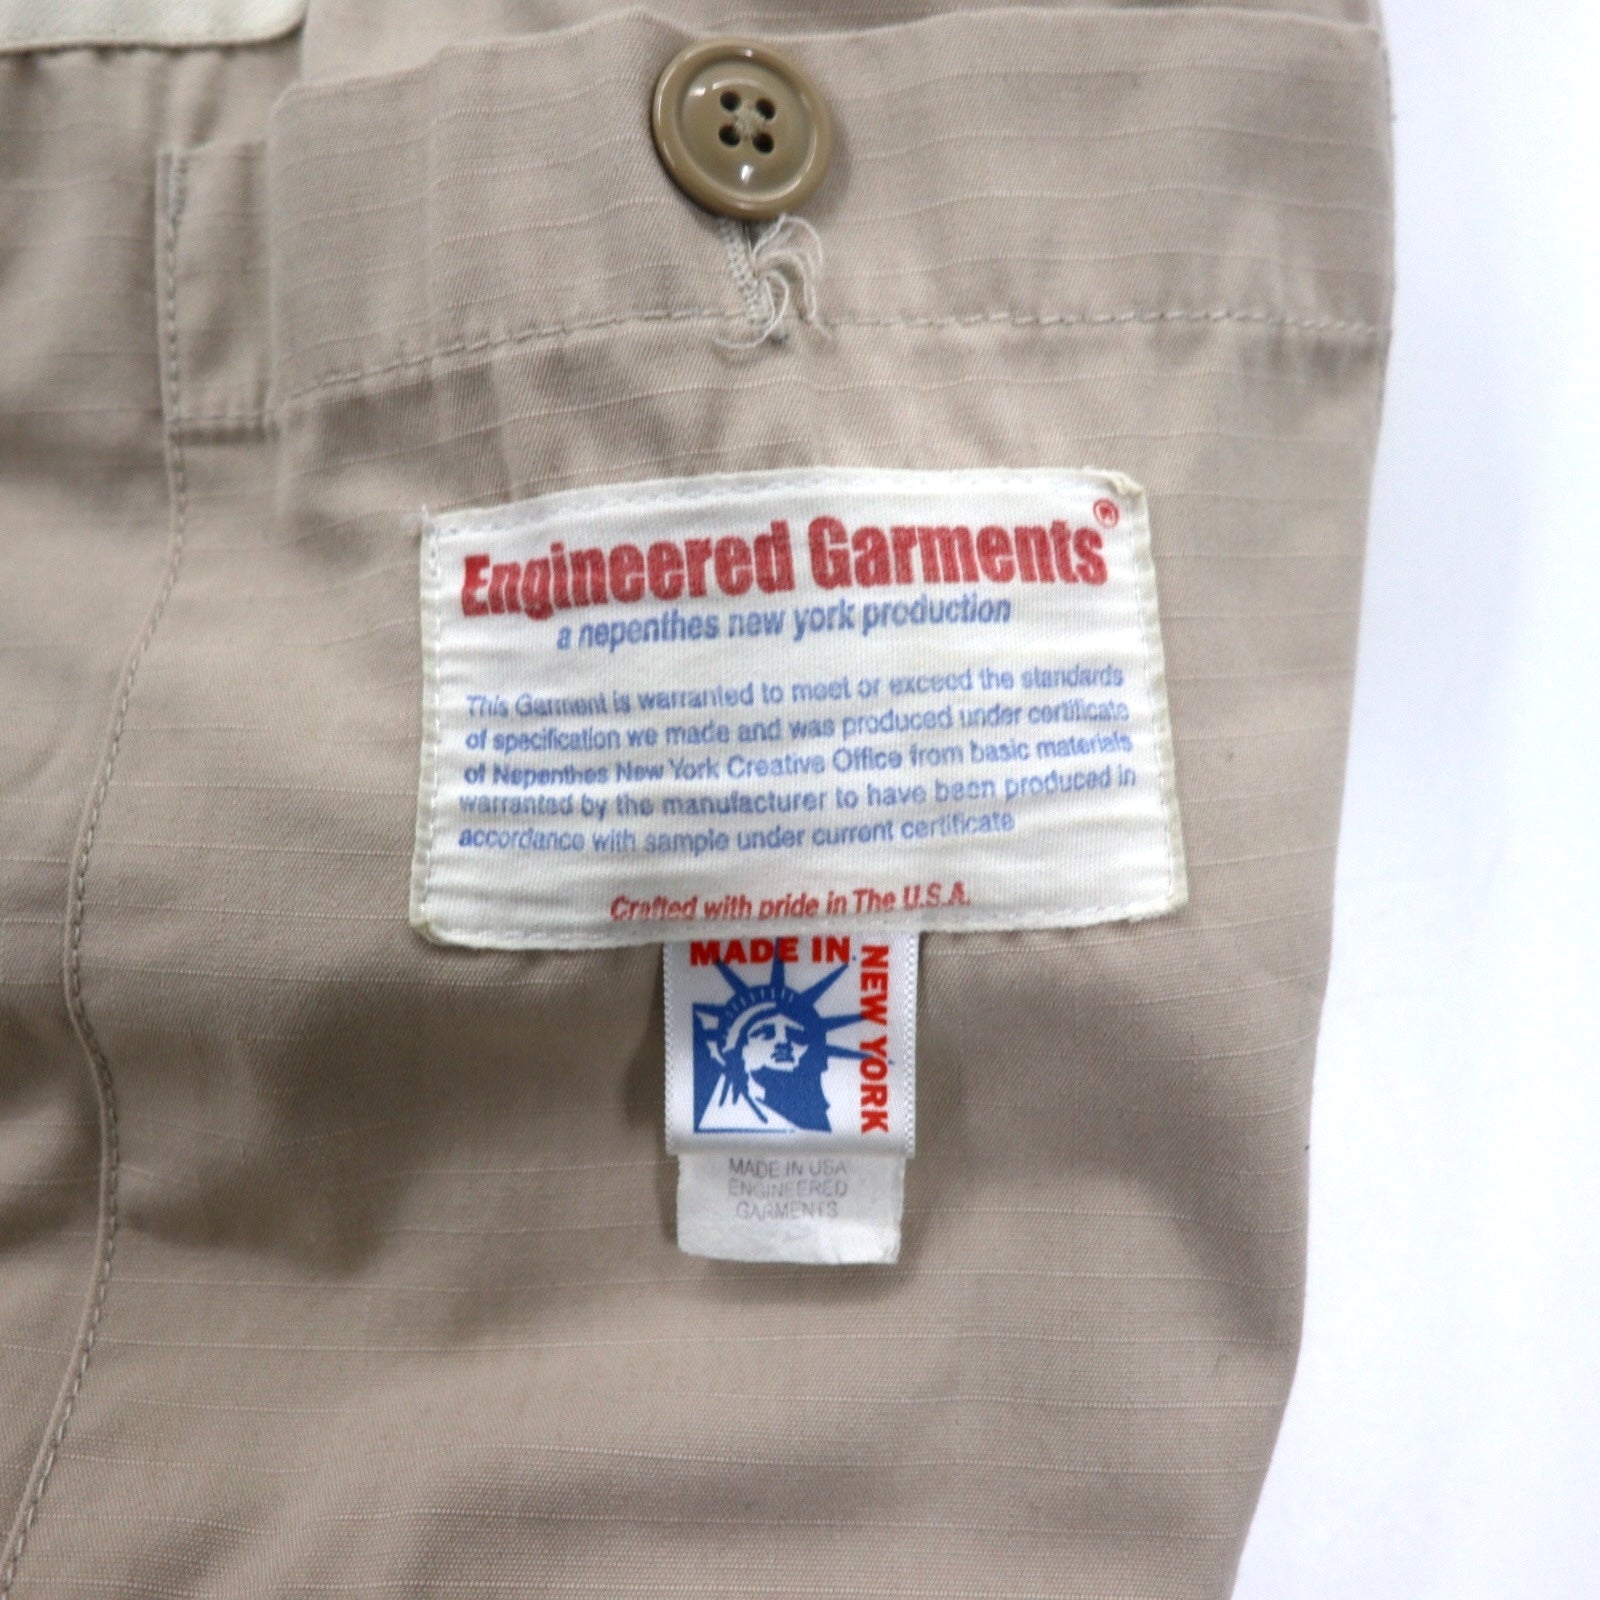 Engineered Garments®
a nepenthes new york production
This Garment is warranted to meet or exceed the standards
of specification we made and was produced under certificate
of Nepenthes New York Creative Office from basic materials
warranted by the manufacturer to have been produced in
accordance with sample under current certificate
Crafted with pride in The U.S.A.
MADE IN
NEW YORK
MADE IN USA
ENGINEERED
GARMENTS